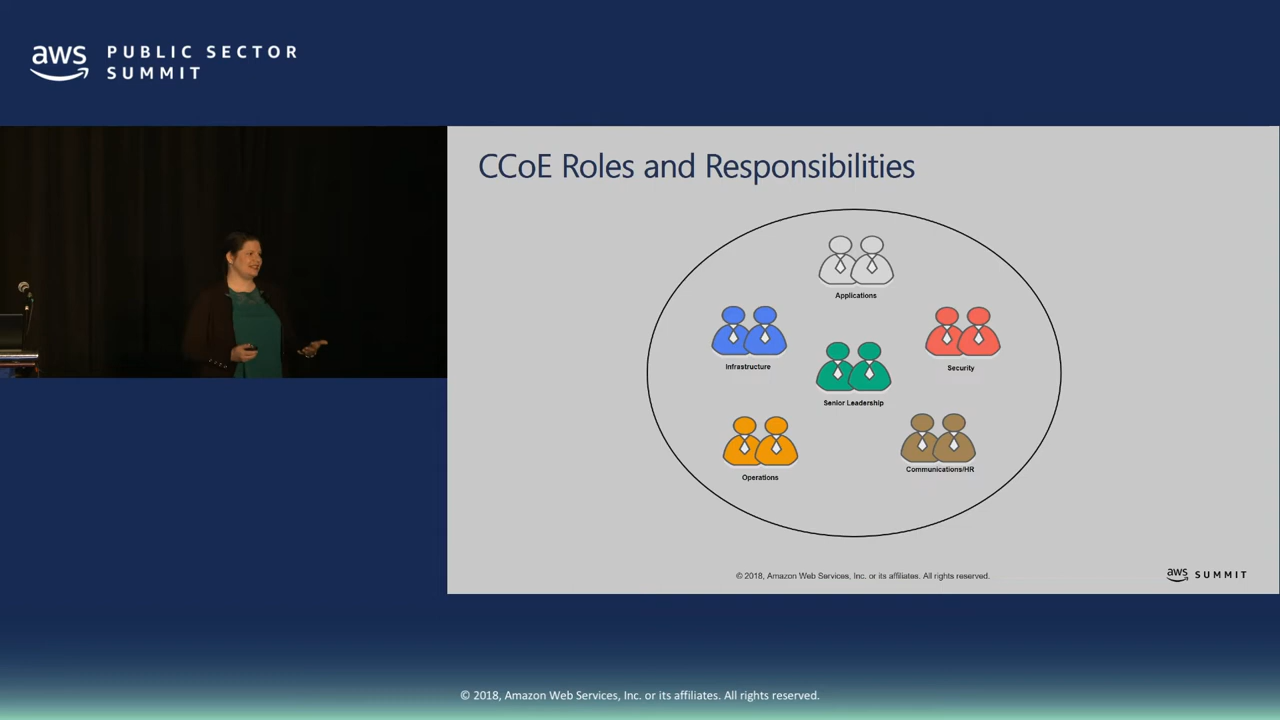 aws
PUBLIC SECTOR
SUMMIT
CCoE Roles and Responsibilities
Applications
Infrastructure
Security
Senior Leadership
Operations
Communications/HR
© 2018, Amazon Web Services, Inc. or its affiliates. All rights reserved.
aws SUMMIT
© 2018, Amazon Web Services, Inc. or its affiliates. All rights reserved.